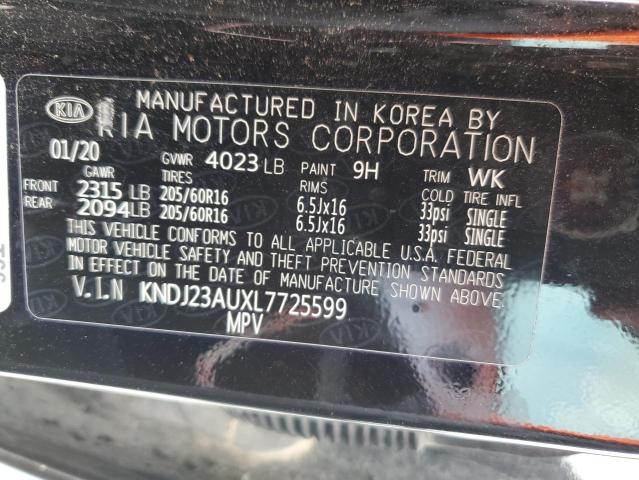 KIA
MANUFACTURED IN KOREA BY
KIA MOTORS CORPORATION
01/20 GVWR 4023 LB PAINT 9H TRIM WK
GAWR TIRES RIMS COLD TIRE INFL
FRONT 2315 LB 205/60R16 6.5Jx16 33psi SINGLE
REAR 2094 LB 205/60R16 6.5Jx16 33psi SINGLE
THIS VEHICLE CONFORMS TO ALL APPLICABLE U.S.A. FEDERAL
MOTOR VEHICLE SAFETY AND THEFT PREVENTION STANDARDS
IN EFFECT ON THE DATE OF MANUFACTURE SHOWN ABOVE.
V.I.N KNDJ23AUXL7725599
MPV